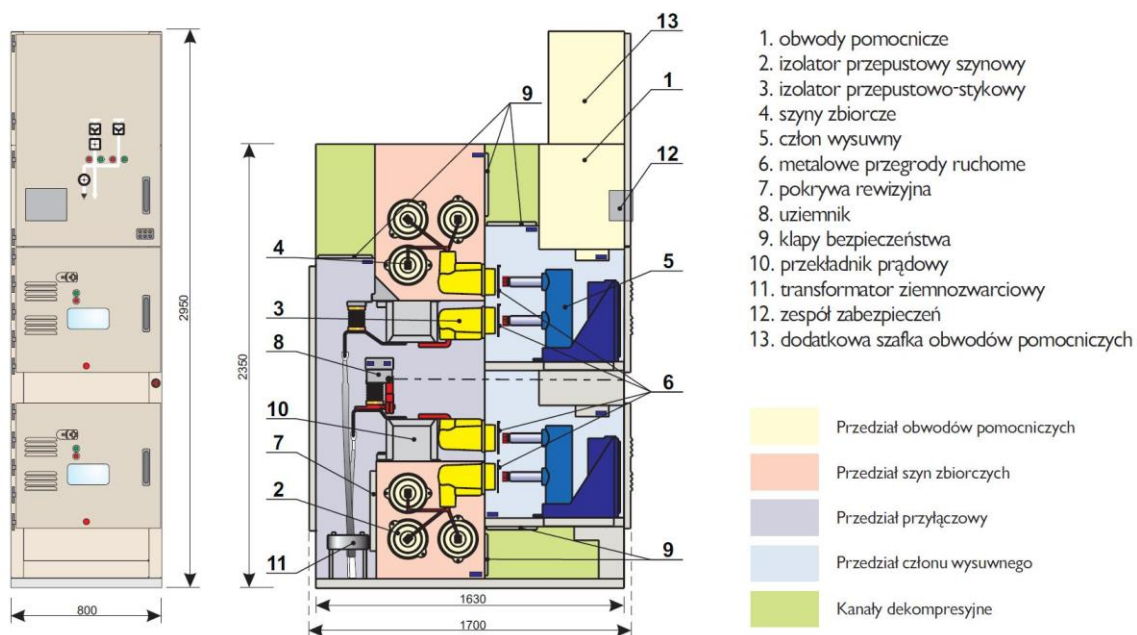 13
1
12
9
4
3
8
10
7
2
11
5
6
9
2950
2350
800
1630
1700
1. obwody pomocnicze
2. izolator przepustowy szynowy
3. izolator przepustowo-stykowy
4. szyny zbiorcze
5. człon wysuwny
6. metalowe przegrody ruchome
7. pokrywa rewizyjna
8. uziemnik
9. klapy bezpieczeństwa
10. przekładnik prądowy
11. transformator ziemnozwarciowy
12. zespół zabezpieczeń
13. dodatkowa szafka obwodów pomocniczych
Przedział obwodów pomocniczych
Przedział szyn zbiorczych
Przedział przyłączowy
Przedział członu wysuwnego
Kanały dekompresyjne